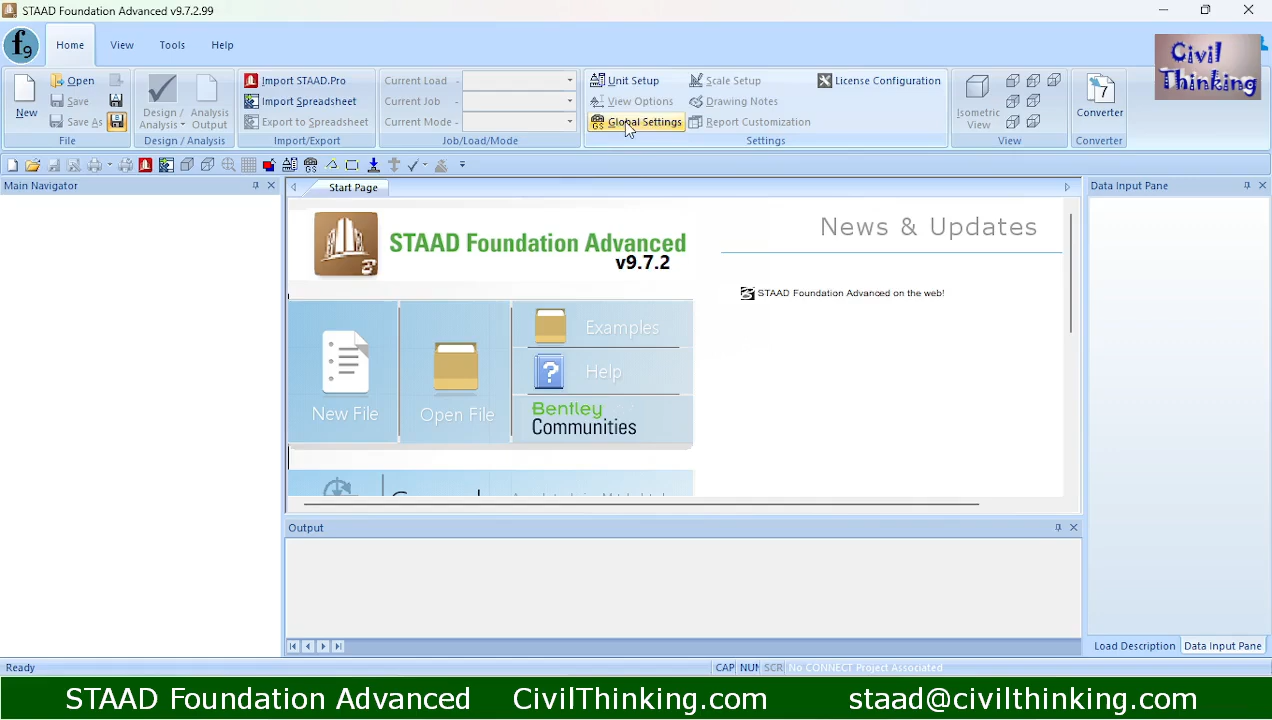 STAAD Foundation Advanced v9.7.2.99
Home View Tools Help
Civil
Thinking
New
Open
Save
Save As
File
Design /
Analysis
Analysis
Output
Design / Analysis
Import STAAD.Pro
Import Spreadsheet
Export to Spreadsheet
Import/Export
Current Load -
Current Job -
Current Mode -
Job/Load/Mode
Unit Setup
View Options
Global Settings
Scale Setup
Drawing Notes
Report Customization
License Configuration
Settings
Isometric
View
View
7
Converter
Converter
Main Navigator
Start Page
Data Input Pane
STAAD Foundation Advanced
v9.7.2
News & Updates
STAAD Foundation Advanced on the web!
New File
Open File
Examples
Help
Bentley
Communities
Output
Load Description
Data Input Pane
Ready
CAP NUM SCR No CONNECT Project Associated
STAAD Foundation Advanced CivilThinking.com staad@civilthinking.com